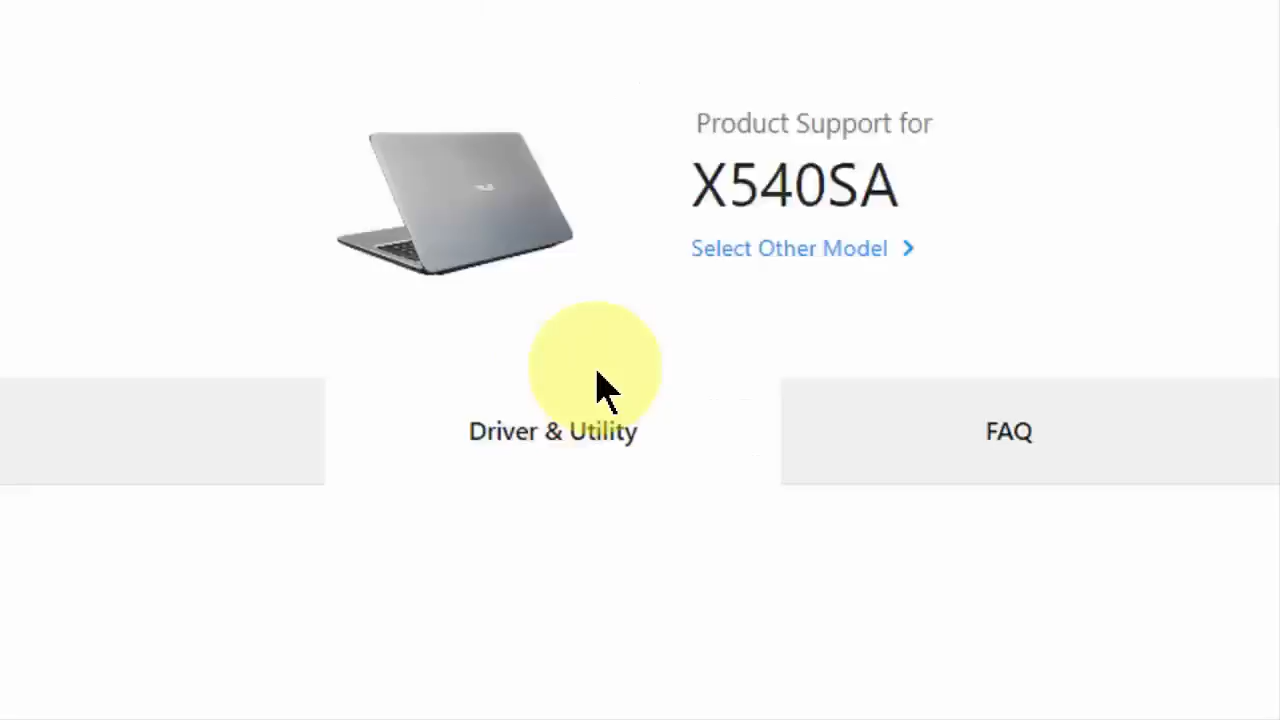 Product Support for
X540SA
Select Other Model
Driver & Utility
FAQ